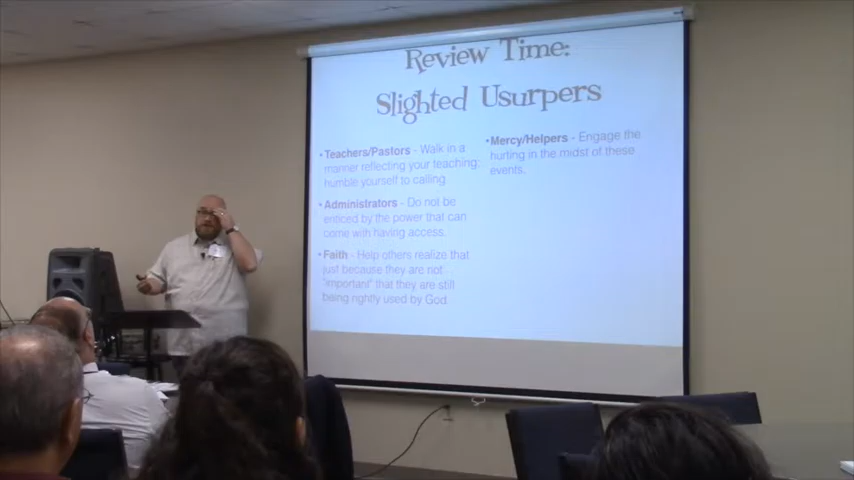 Review Time:
Slighted Usurpers
• Teachers/Pastors - Walk in a
manner reflecting your teaching;
humble yourself to calling.
• Administrators - Do not be
enticed by the power that can
come with having access.
• Faith - Help others realize that
just because they are not
"important" that they are still
being rightly used by God
• Mercy/Helpers - Engage the
hurting in the midst of these
events.